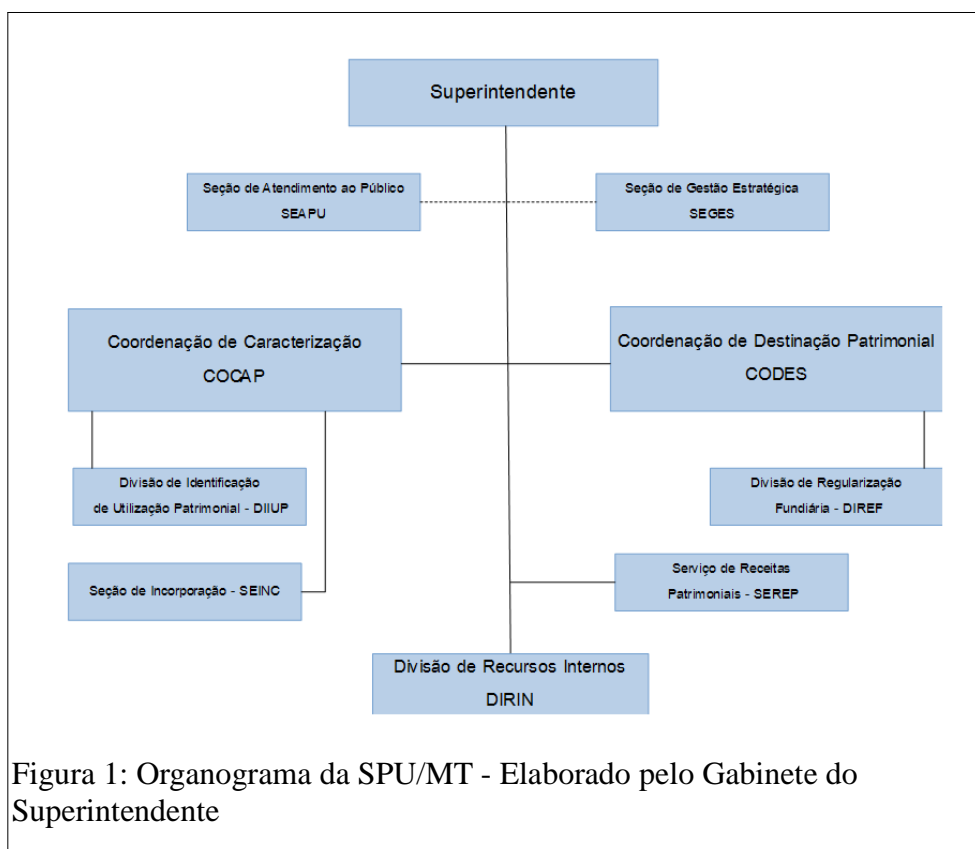 Superintendente
Seção de Atendimento ao Público
SEAPU
Seção de Gestão Estratégica
SEGES
Coordenação de Caracterização
COCAP
Coordenação de Destinação Patrimonial
CODES
Divisão de Identificação
de Utilização Patrimonial - DIIUP
Divisão de Regularização
Fundiária - DIREF
Seção de Incorporação - SEINC
Serviço de Receitas
Patrimoniais - SEREP
Divisão de Recursos Internos
DIRIN
Figura 1: Organograma da SPU/MT - Elaborado pelo Gabinete do
Superintendente